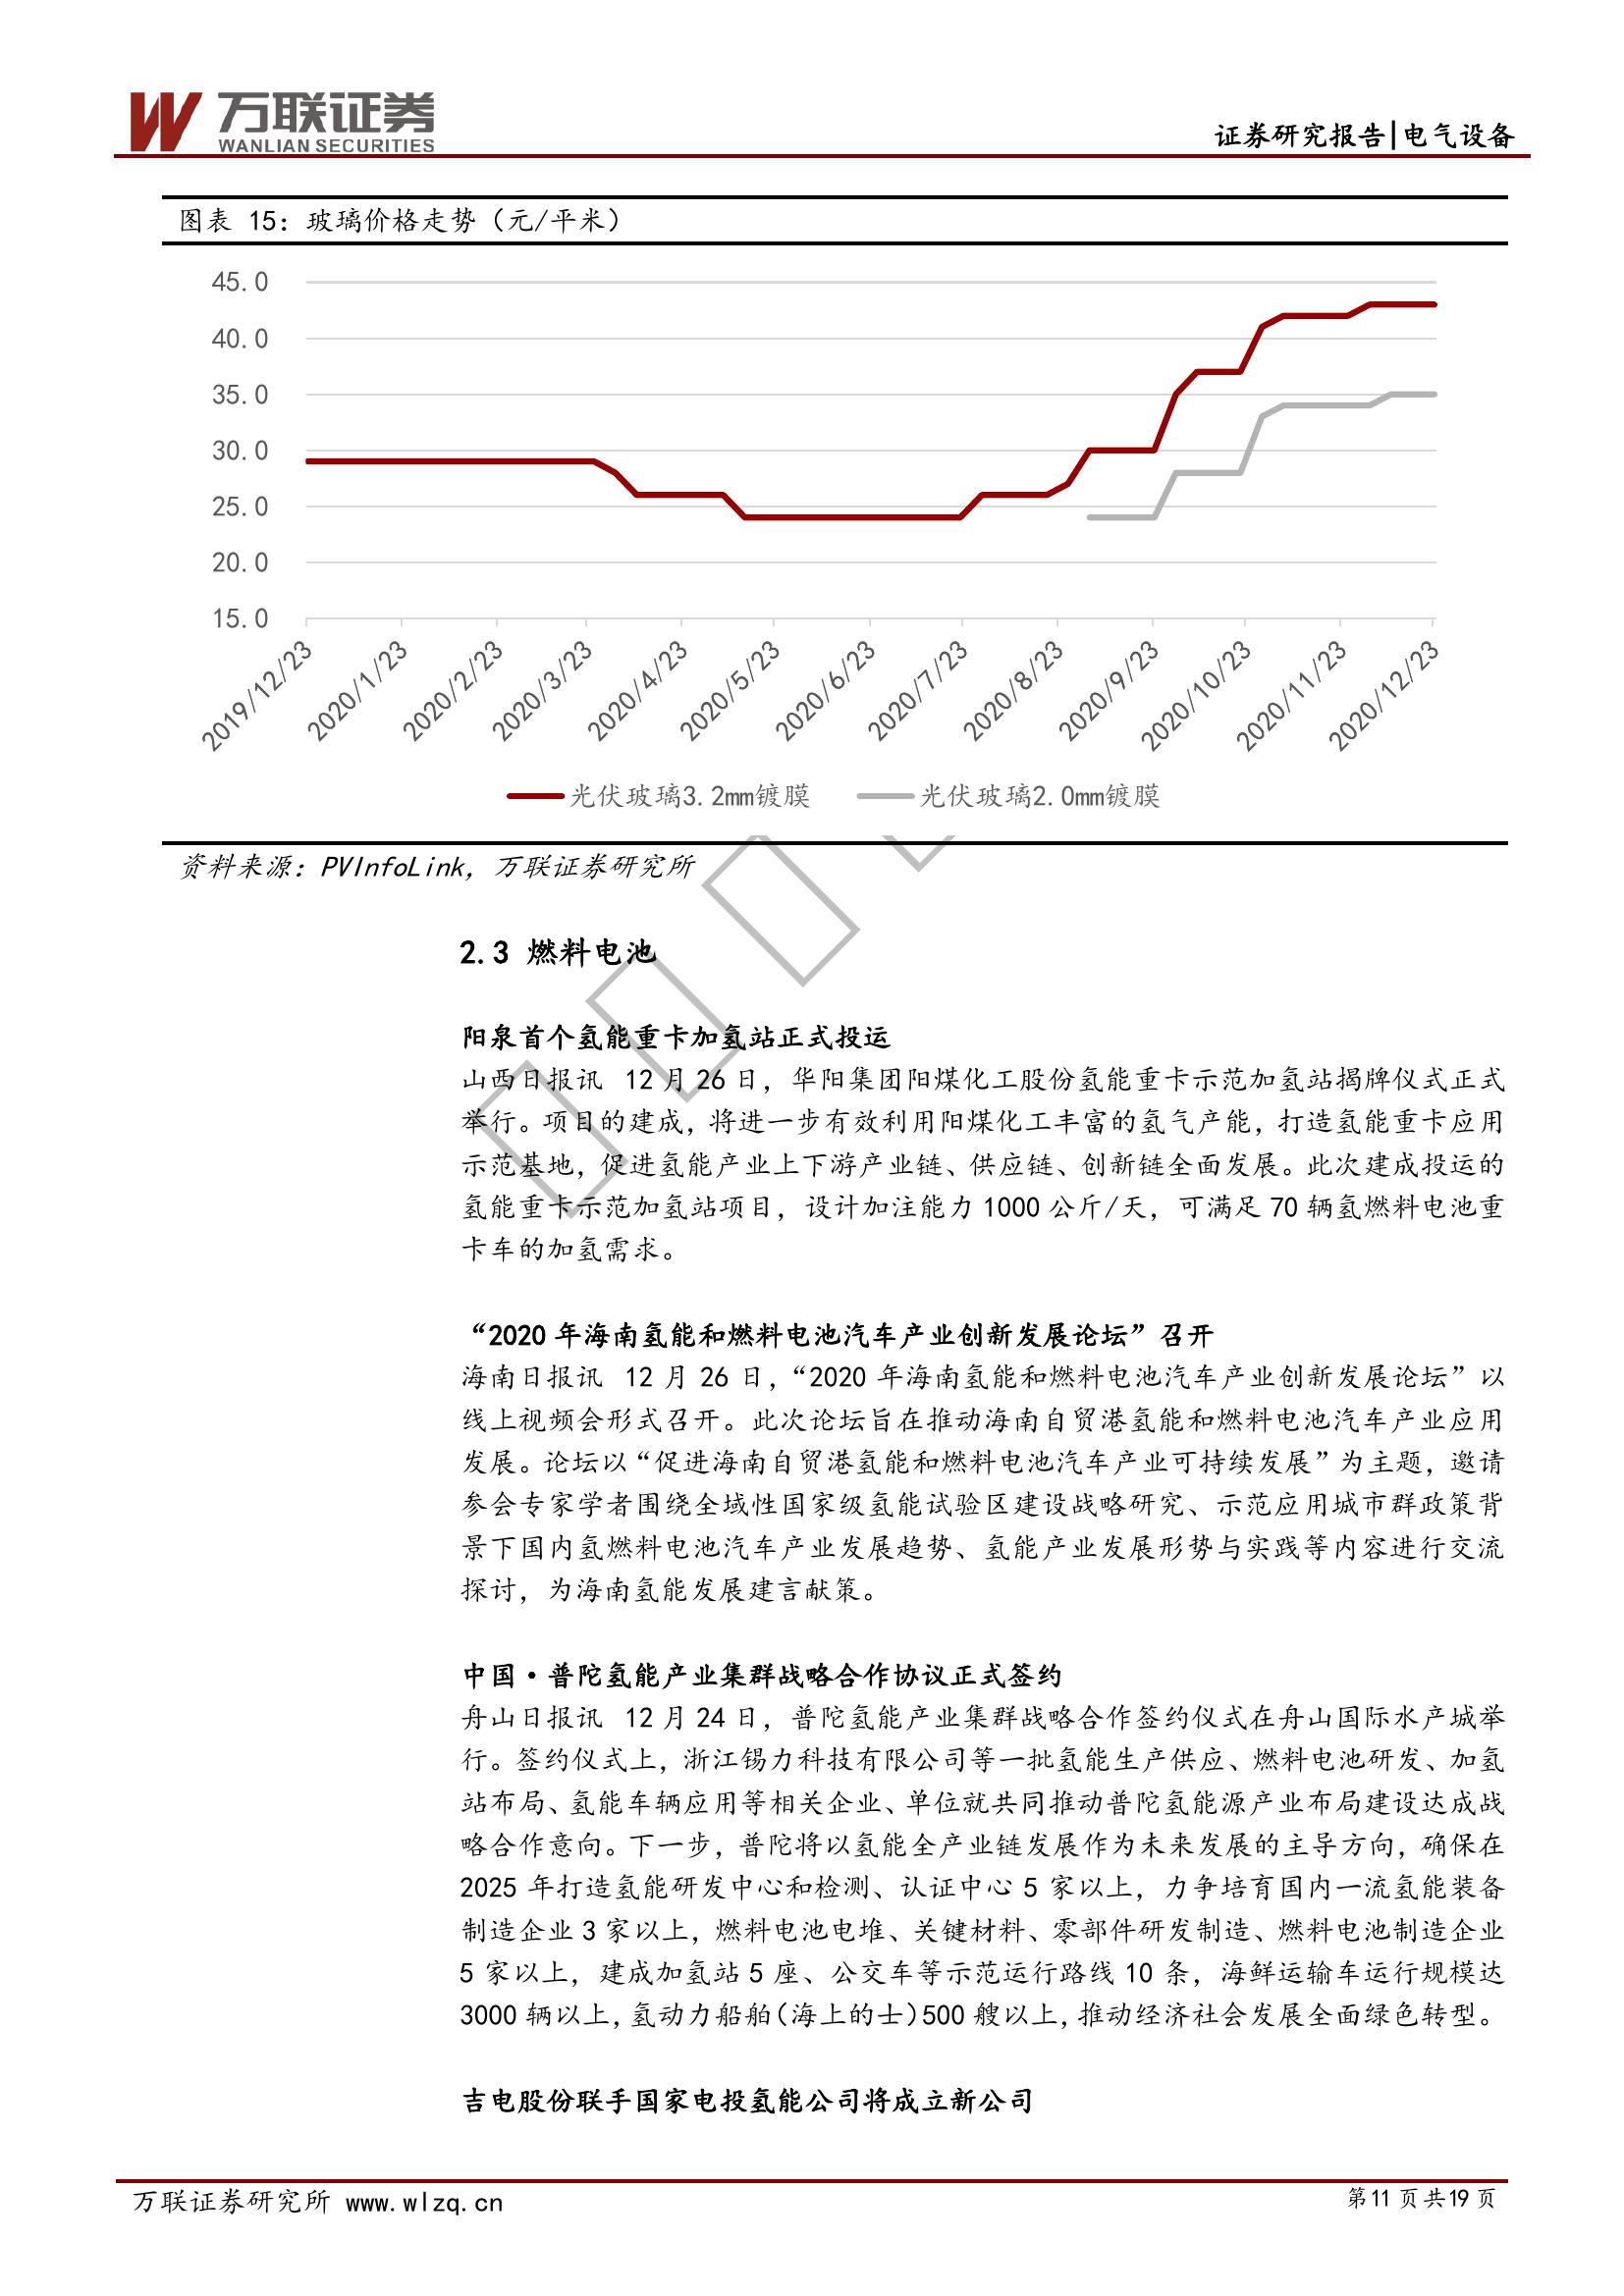 万联证券
WANLIAN SECURITIES
证券研究报告|电气设备
图表 15：玻璃价格走势（元/平米）
45.0
40.0
35.0
30.0
25.0
20.0
15.0
2019/12/23
2020/1/23
2020/2/23
2020/3/23
2020/4/23
2020/5/23
2020/6/23
2020/7/23
2020/8/23
2020/9/23
2020/10/23
2020/11/23
2020/12/23
光伏玻璃3.2mm镀膜
光伏玻璃2.0mm镀膜
资料来源：PVInfoLink，万联证券研究所
2.3 燃料电池
阳泉首个氢能重卡加氢站正式投运
山西日报讯 12 月 26 日，华阳集团阳煤化工股份氢能重卡示范加氢站揭牌仪式正式
举行。项目的建成，将进一步有效利用阳煤化工丰富的氢气产能，打造氢能重卡应用
示范基地，促进氢能产业上下游产业链、供应链、创新链全面发展。此次建成投运的
氢能重卡示范加氢站项目，设计加注能力 1000 公斤/天，可满足 70 辆氢燃料电池重
卡车的加氢需求。
“2020 年海南氢能和燃料电池汽车产业创新发展论坛”召开
海南日报讯 12 月 26 日，“2020 年海南氢能和燃料电池汽车产业创新发展论坛”以
线上视频会形式召开。此次论坛旨在推动海南自贸港氢能和燃料电池汽车产业应用
发展。论坛以“促进海南自贸港氢能和燃料电池汽车产业可持续发展”为主题，邀请
参会专家学者围绕全域性国家级氢能试验区建设战略研究、示范应用城市群政策背
景下国内氢燃料电池汽车产业发展趋势、氢能产业发展形势与实践等内容进行交流
探讨，为海南氢能发展建言献策。
中国·普陀氢能产业集群战略合作协议正式签约
舟山日报讯 12 月 24 日，普陀氢能产业集群战略合作签约仪式在舟山国际水产城举
行。签约仪式上，浙江锡力科技有限公司等一批氢能生产供应、燃料电池研发、加氢
站布局、氢能车辆应用等相关企业、单位就共同推动普陀氢能源产业布局建设达成战
略合作意向。下一步，普陀将以氢能全产业链发展作为未来发展的主导方向，确保在
2025 年打造氢能研发中心和检测、认证中心 5 家以上，力争培育国内一流氢能装备
制造企业 3 家以上，燃料电池电堆、关键材料、零部件研发制造、燃料电池制造企业
5 家以上，建成加氢站 5 座、公交车等示范运行路线 10 条，海鲜运输车运行规模达
3000 辆以上，氢动力船舶(海上的士)500 艘以上，推动经济社会发展全面绿色转型。
吉电股份联手国家电投氢能公司将成立新公司
万联证券研究所 www.wlzq.cn
第 11 页 共 19 页